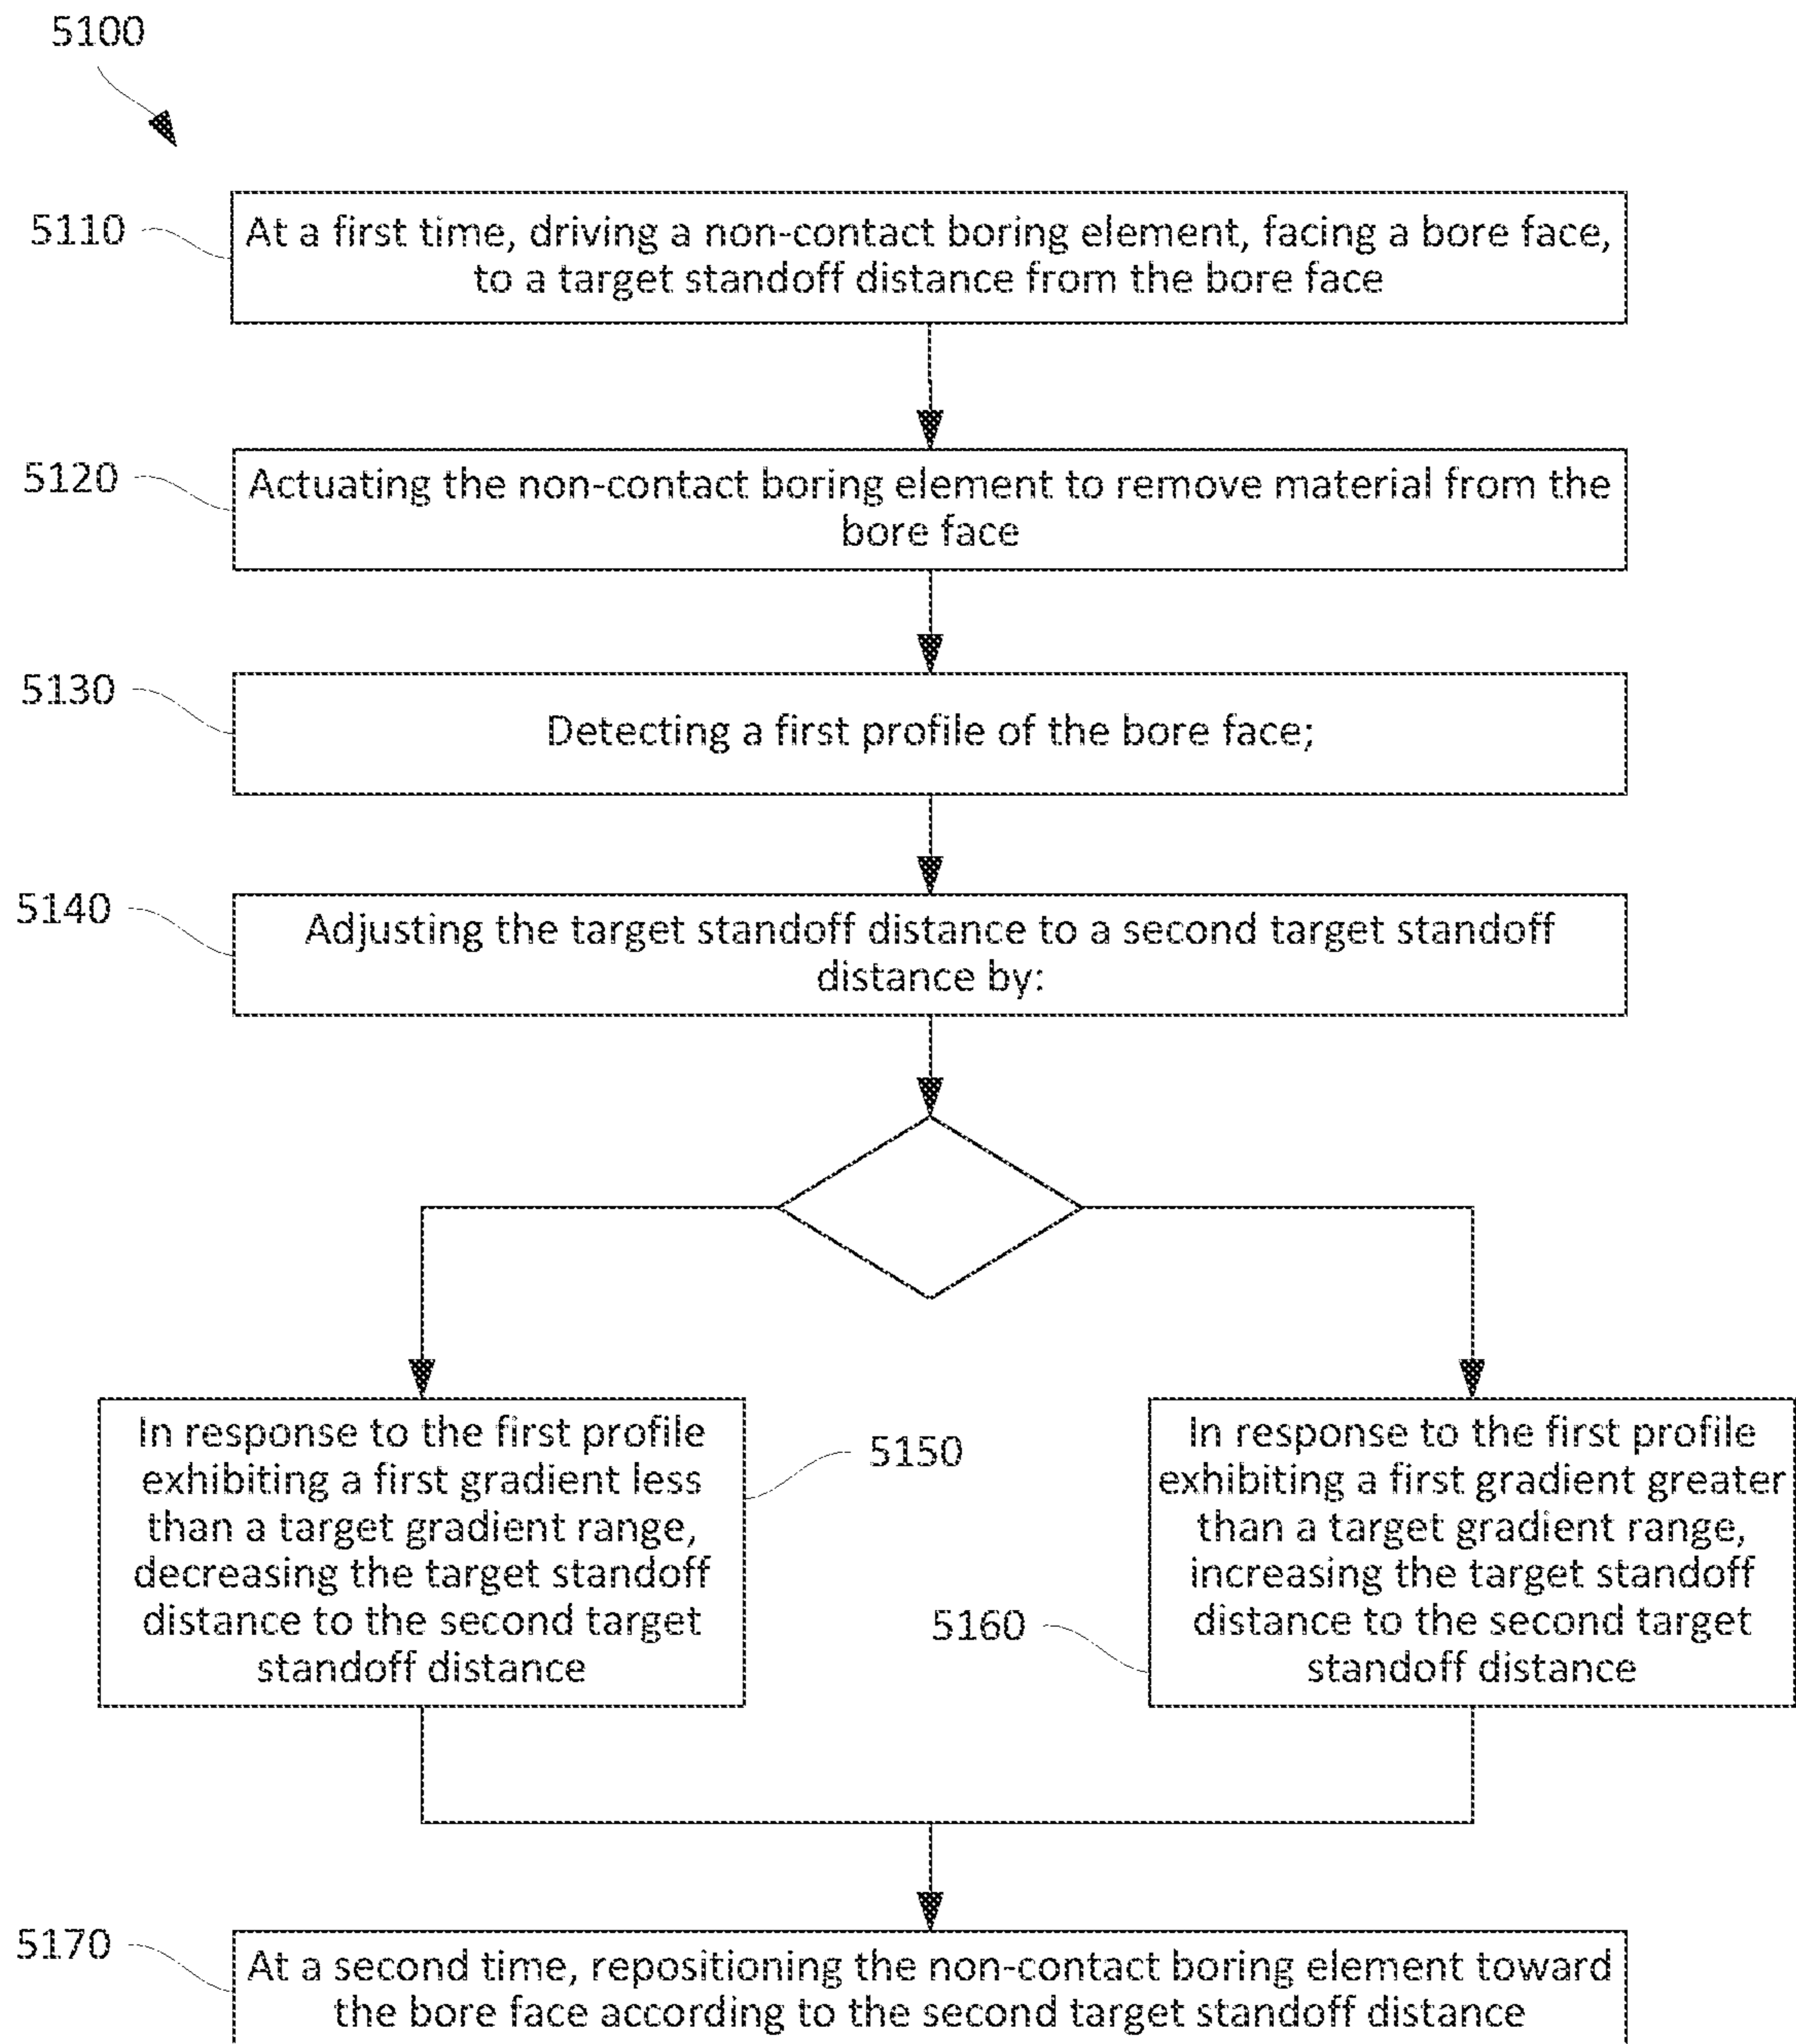 5100
5110
At a first time, driving a non-contact boring element, facing a bore face,
to a target standoff distance from the bore face
5120
Actuating the non-contact boring element to remove material from the
bore face
5130
Detecting a first profile of the bore face;
5140
Adjusting the target standoff distance to a second target standoff
distance by:
In response to the first profile
exhibiting a first gradient less
than a target gradient range,
decreasing the target standoff
distance to the second target
standoff distance
5150
In response to the first profile
exhibiting a first gradient greater
than a target gradient range,
increasing the target standoff
distance to the second target
standoff distance
5160
5170
At a second time, repositioning the non-contact boring element toward
the bore face according to the second target standoff distance